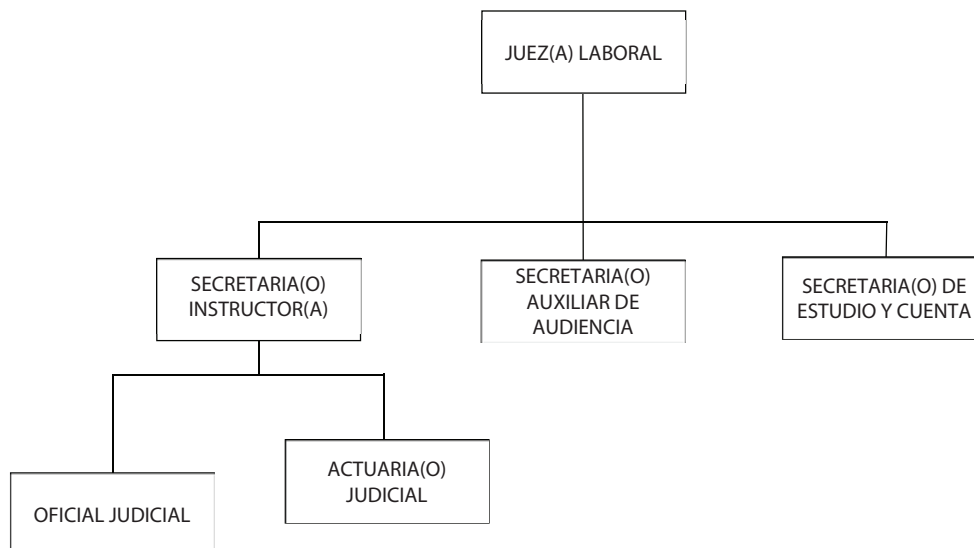 JUEZ(A) LABORAL
SECRETARIA(O)
INSTRUCTOR(A)
SECRETARIA(O)
AUXILIAR DE
AUDIENCIA
SECRETARIA(O) DE
ESTUDIO Y CUENTA
ACTUARIA(O)
JUDICIAL
OFICIAL JUDICIAL